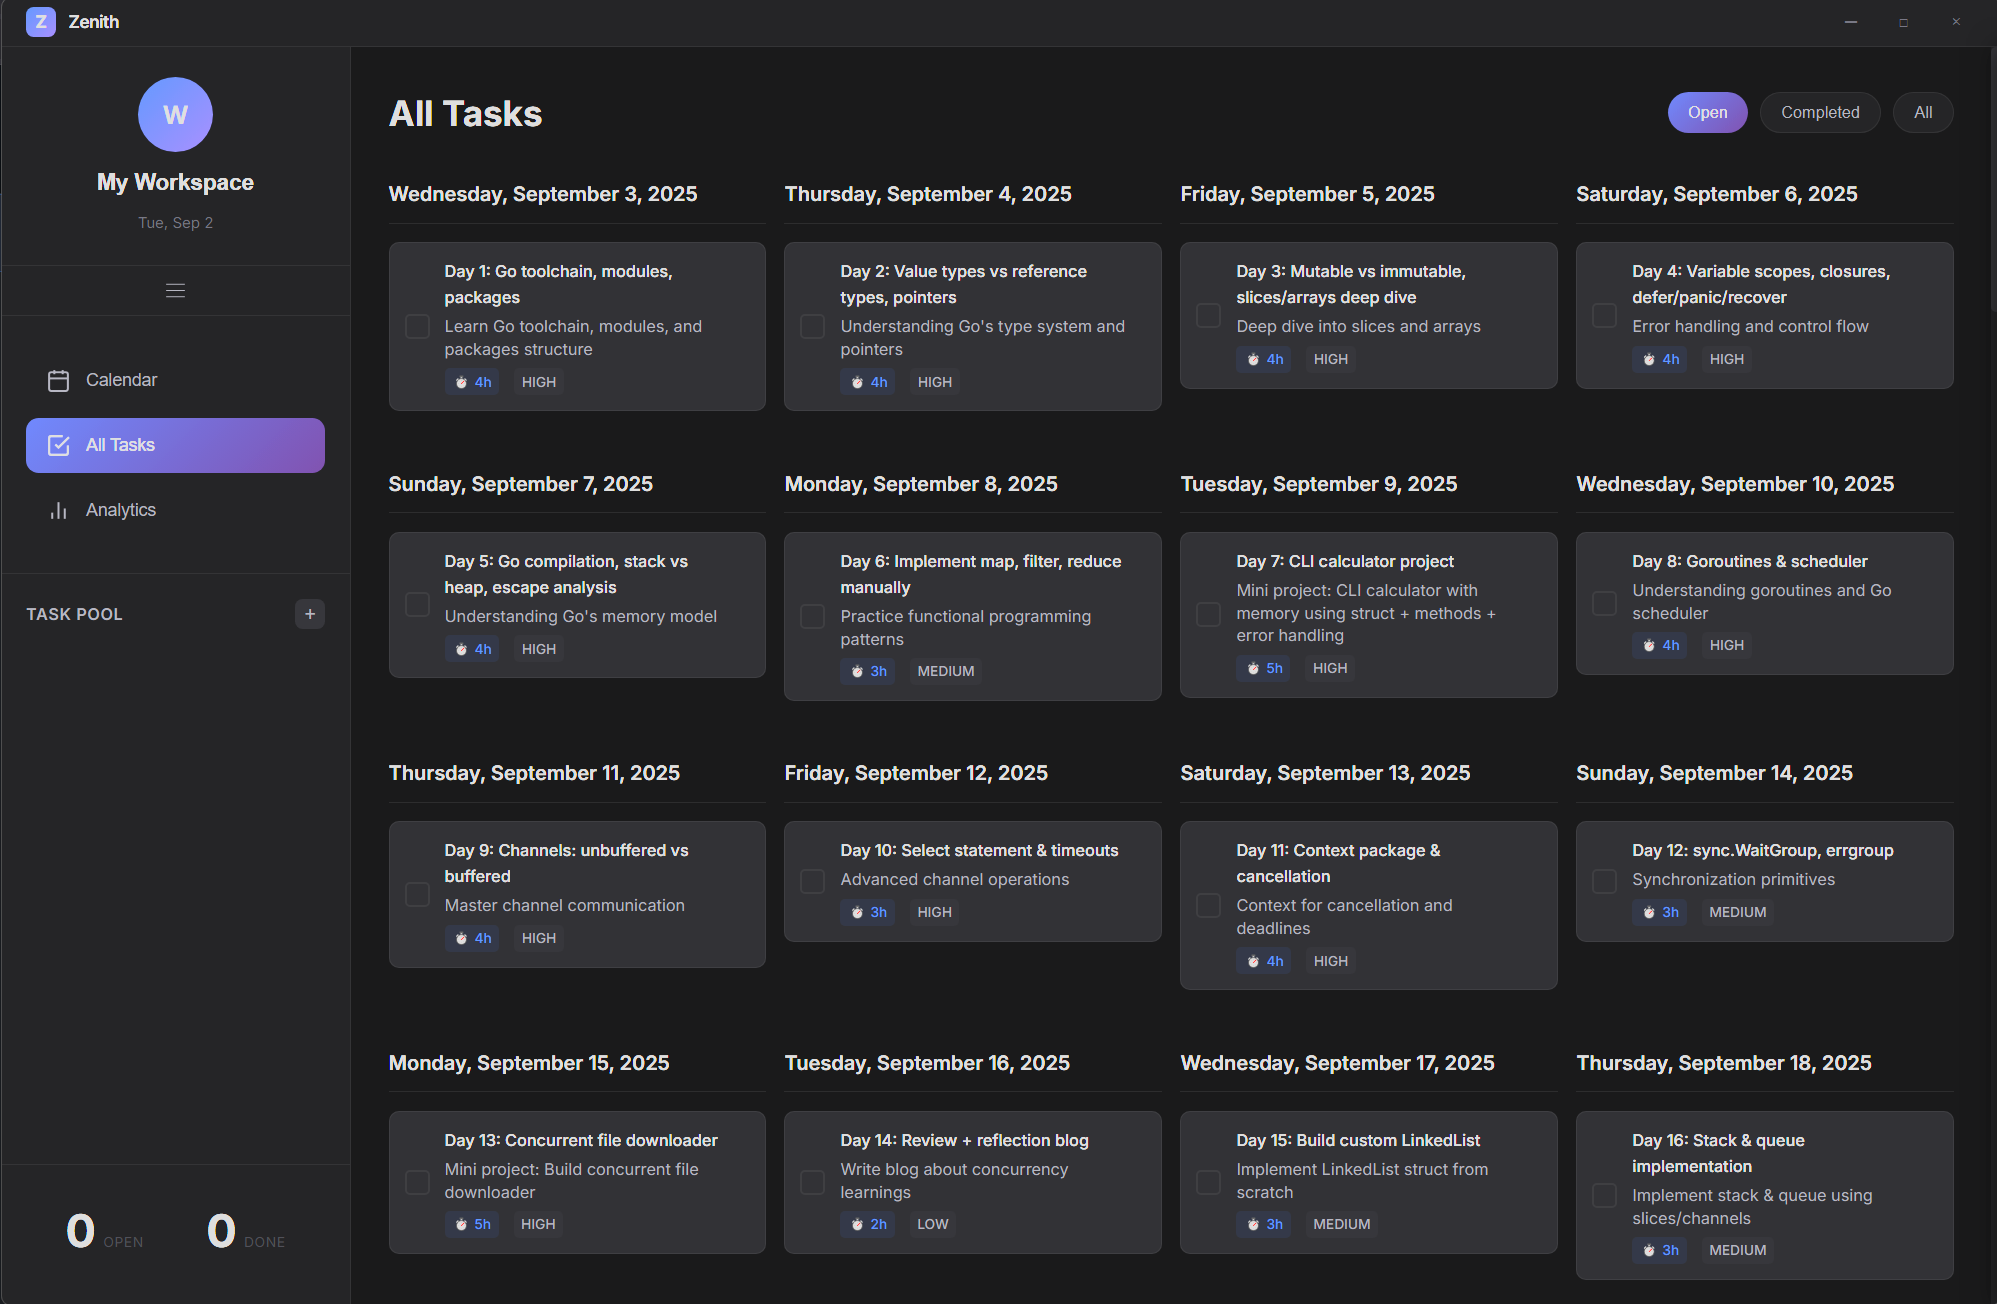 Z Zenith
W
My Workspace
Tue, Sep 2
Calendar
All Tasks
Analytics
TASK POOL +
0 OPEN 0 DONE
All Tasks
Open Completed All
Wednesday, September 3, 2025
Day 1: Go toolchain, modules,
packages
Learn Go toolchain, modules, and
packages structure
4h HIGH
Thursday, September 4, 2025
Day 2: Value types vs reference
types, pointers
Understanding Go's type system and
pointers
4h HIGH
Friday, September 5, 2025
Day 3: Mutable vs immutable,
slices/arrays deep dive
Deep dive into slices and arrays
4h HIGH
Saturday, September 6, 2025
Day 4: Variable scopes, closures,
defer/panic/recover
Error handling and control flow
4h HIGH
Sunday, September 7, 2025
Day 5: Go compilation, stack vs
heap, escape analysis
Understanding Go's memory model
4h HIGH
Monday, September 8, 2025
Day 6: Implement map, filter, reduce
manually
Practice functional programming
patterns
3h MEDIUM
Tuesday, September 9, 2025
Day 7: CLI calculator project
Mini project: CLI calculator with
memory using struct + methods +
error handling
5h HIGH
Wednesday, September 10, 2025
Day 8: Goroutines & scheduler
Understanding goroutines and Go
scheduler
4h HIGH
Thursday, September 11, 2025
Day 9: Channels: unbuffered vs
buffered
Master channel communication
4h HIGH
Friday, September 12, 2025
Day 10: Select statement & timeouts
Advanced channel operations
3h HIGH
Saturday, September 13, 2025
Day 11: Context package &
cancellation
Context for cancellation and
deadlines
4h HIGH
Sunday, September 14, 2025
Day 12: sync.WaitGroup, errgroup
Synchronization primitives
3h MEDIUM
Monday, September 15, 2025
Day 13: Concurrent file downloader
Mini project: Build concurrent file
downloader
5h HIGH
Tuesday, September 16, 2025
Day 14: Review + reflection blog
Write blog about concurrency
learnings
2h LOW
Wednesday, September 17, 2025
Day 15: Build custom LinkedList
Implement LinkedList struct from
scratch
3h MEDIUM
Thursday, September 18, 2025
Day 16: Stack & queue
implementation
Implement stack & queue using
slices/channels
3h MEDIUM